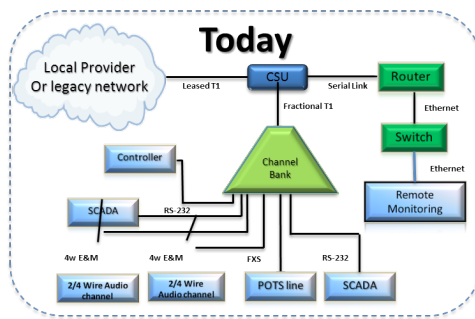 Today
Local Provider
Or legacy network
Leased T1
CSU
Serial Link
Router
Fractional T1
Ethernet
Switch
Ethernet
Remote
Monitoring
Controller
Channel
Bank
SCADA
RS-232
4w E&M
4w E&M
FXS
RS-232
2/4 Wire Audio
channel
2/4 Wire
Audio channel
POTS line
SCADA